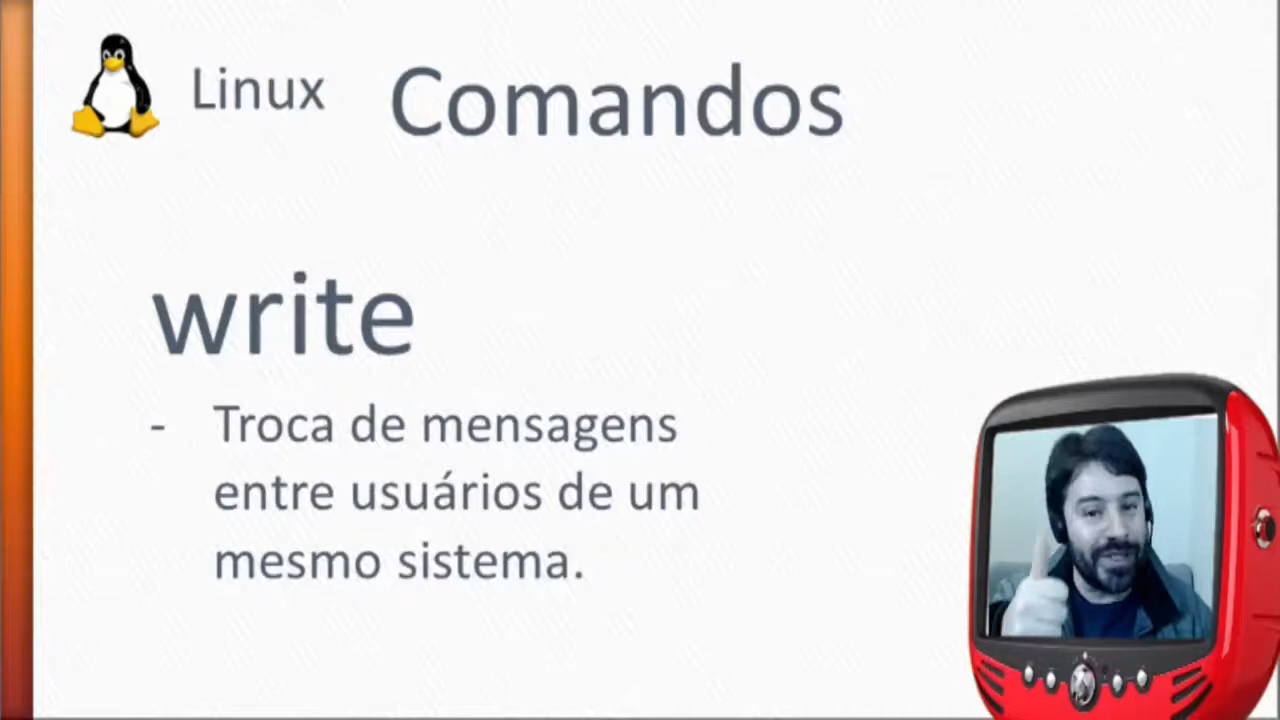 Linux Comandos
write
- Troca de mensagens
entre usuários de um
mesmo sistema.